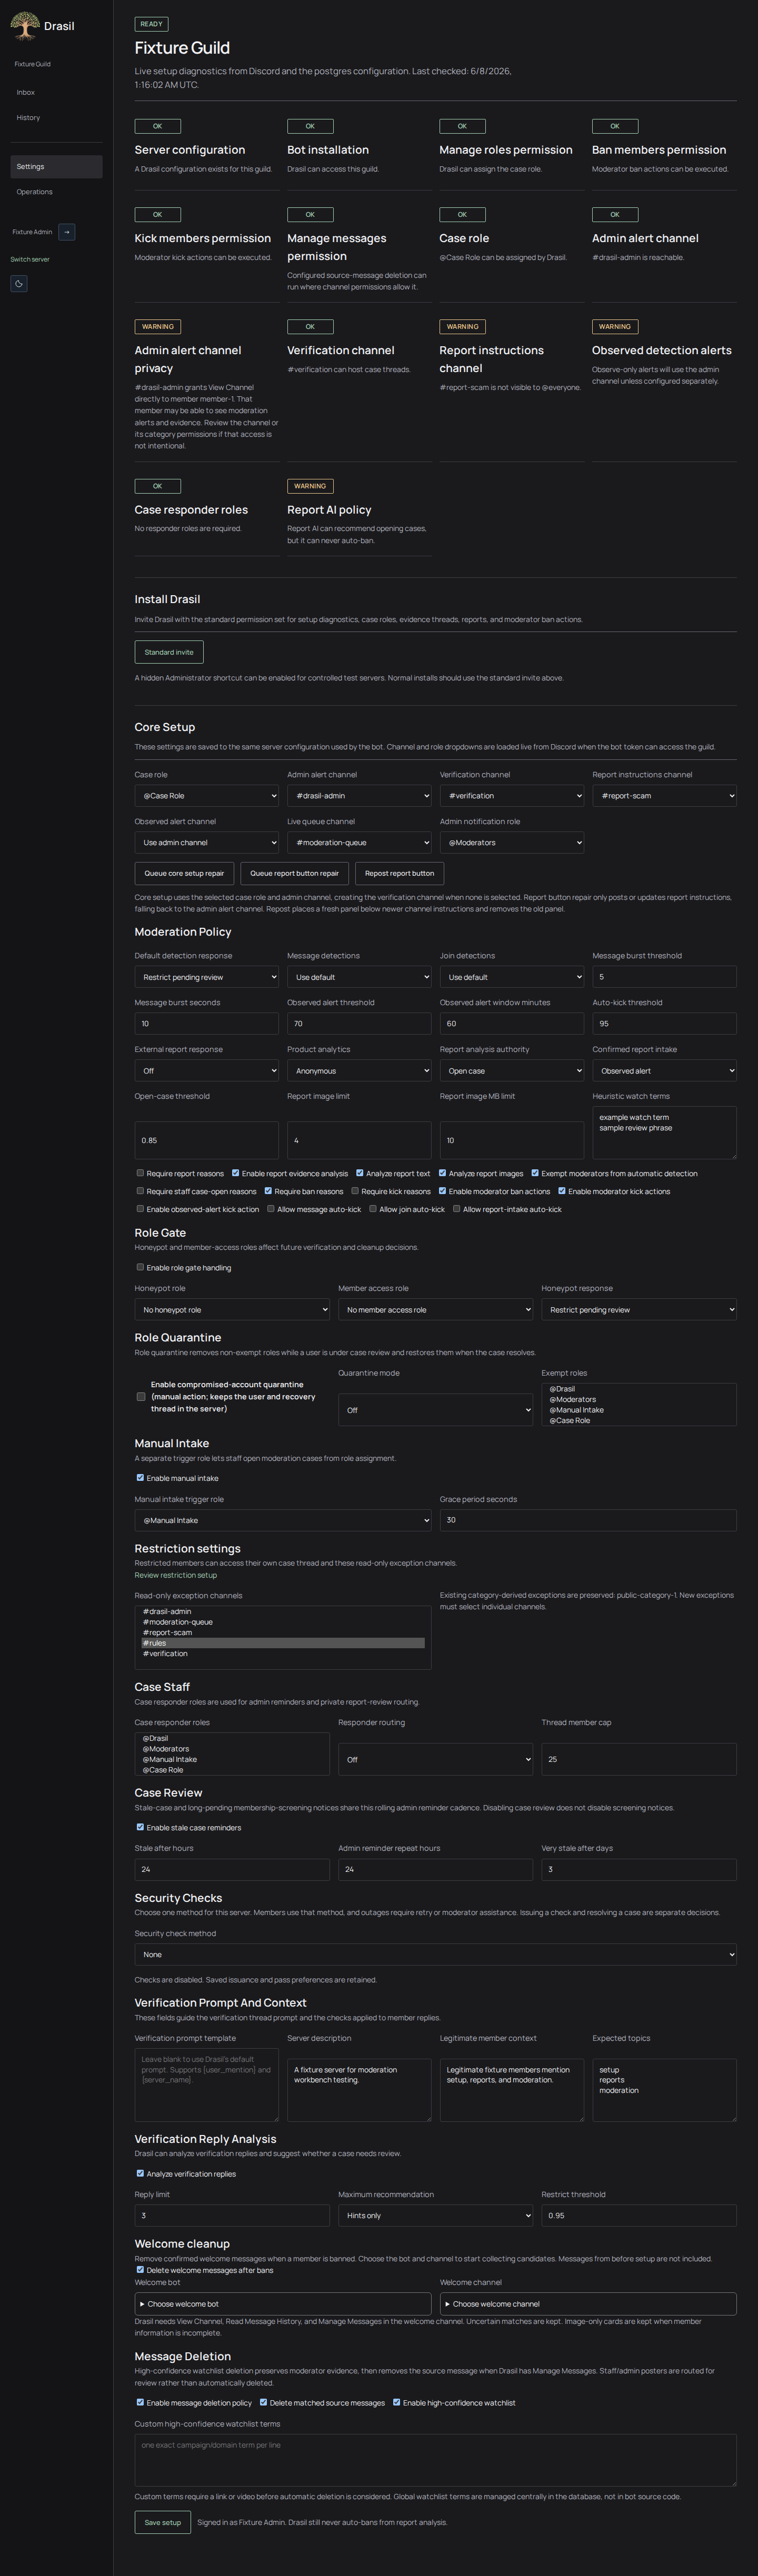 Drasil
Fixture Guild
Inbox
History
Settings
Operations
Fixture Admin →
Switch server
READY
Fixture Guild
Live setup diagnostics from Discord and the postgres configuration. Last checked: 6/8/2026,
1:16:02 AM UTC.
OK
Server configuration
A Drasil configuration exists for this guild.
OK
Bot installation
Drasil can access this guild.
OK
Manage roles permission
Drasil can assign the case role.
OK
Ban members permission
Moderator ban actions can be executed.
OK
Kick members permission
Moderator kick actions can be executed.
OK
Manage messages
permission
Configured source-message deletion can
run where channel permissions allow it.
OK
Case role
@Case Role can be assigned by Drasil.
OK
Admin alert channel
#drasil-admin is reachable.
WARNING
Admin alert channel
privacy
#drasil-admin grants View Channel
directly to member member-1. That
member may be able to see moderation
alerts and evidence. Review the channel or
its category permissions if that access is
not intentional.
OK
Verification channel
#verification can host case threads.
WARNING
Report instructions
channel
#report-scam is not visible to @everyone.
WARNING
Observed detection alerts
Observe-only alerts will use the admin
channel unless configured separately.
OK
Case responder roles
No responder roles are required.
WARNING
Report AI policy
Report AI can recommend opening cases,
but it can never auto-ban.
Install Drasil
Invite Drasil with the standard permission set for setup diagnostics, case roles, evidence threads, reports, and moderator ban actions.
Standard invite
A hidden Administrator shortcut can be enabled for controlled test servers. Normal installs should use the standard invite above.
Core Setup
These settings are saved to the same server configuration used by the bot. Channel and role dropdowns are loaded live from Discord when the bot token can access the guild.
Case role Admin alert channel Verification channel Report instructions channel
@Case Role #drasil-admin #verification #report-scam
Observed alert channel Live queue channel Admin notification role
Use admin channel #moderation-queue @Moderators
Queue core setup repair Queue report button repair Repost report button
Core setup uses the selected case role and admin channel, creating the verification channel when none is selected. Report button repair only posts or updates report instructions,
falling back to the admin alert channel. Repost places a fresh panel below newer channel instructions and removes the old panel.
Moderation Policy
Default detection response Message detections Join detections Message burst threshold
Restrict pending review Use default Use default 5
Message burst seconds Observed alert threshold Observed alert window minutes Auto-kick threshold
10 70 60 95
External report response Product analytics Report analysis authority Confirmed report intake
Off Anonymous Open case Observed alert
Open-case threshold Report image limit Report image MB limit Heuristic watch terms
0.85 4 10 example watch term
sample review phrase
Require report reasons Enable report evidence analysis Analyze report text Analyze report images Exempt moderators from automatic detection
Require staff case-open reasons Require ban reasons Require kick reasons Enable moderator ban actions Enable moderator kick actions
Enable observed-alert kick action Allow message auto-kick Allow join auto-kick Allow report-intake auto-kick
Role Gate
Honeypot and member-access roles affect future verification and cleanup decisions.
Enable role gate handling
Honeypot role Member access role Honeypot response
No honeypot role No member access role Restrict pending review
Role Quarantine
Role quarantine removes non-exempt roles while a user is under case review and restores them when the case resolves.
Enable compromised-account quarantine
(manual action; keeps the user and recovery
thread in the server)
Quarantine mode
Off
Exempt roles
@Drasil
@Moderators
@Manual Intake
@Case Role
Manual Intake
A separate trigger role lets staff open moderation cases from role assignment.
Enable manual intake
Manual intake trigger role Grace period seconds
@Manual Intake 30
Restriction settings
Restricted members can access their own case thread and these read-only exception channels.
Review restriction setup
Read-only exception channels
#drasil-admin
#moderation-queue
#report-scam
#rules
#verification
Existing category-derived exceptions are preserved: public-category-1. New exceptions
must select individual channels.
Case Staff
Case responder roles are used for admin reminders and private report-review routing.
Case responder roles
@Drasil
@Moderators
@Manual Intake
@Case Role
Responder routing
Off
Thread member cap
25
Case Review
Stale-case and long-pending membership-screening notices share this rolling admin reminder cadence. Disabling case review does not disable screening notices.
Enable stale case reminders
Stale after hours Admin reminder repeat hours Very stale after days
24 24 3
Security Checks
Choose one method for this server. Members use that method, and outages require retry or moderator assistance. Issuing a check and resolving a case are separate decisions.
Security check method
None
Checks are disabled. Saved issuance and pass preferences are retained.
Verification Prompt And Context
These fields guide the verification thread prompt and the checks applied to member replies.
Verification prompt template
Leave blank to use Drasil's default
prompt. Supports {user_mention} and
{server_name}.
Server description
A fixture server for moderation
workbench testing.
Legitimate member context
Legitimate fixture members mention
setup, reports, and moderation.
Expected topics
setup
reports
moderation
Verification Reply Analysis
Drasil can analyze verification replies and suggest whether a case needs review.
Analyze verification replies
Reply limit Maximum recommendation Restrict threshold
3 Hints only 0.95
Welcome cleanup
Remove confirmed welcome messages when a member is banned. Choose the bot and channel to start collecting candidates. Messages from before setup are not included.
Delete welcome messages after bans
Welcome bot Welcome channel
Choose welcome bot Choose welcome channel
Drasil needs View Channel, Read Message History, and Manage Messages in the welcome channel. Uncertain matches are kept. Image-only cards are kept when member
information is incomplete.
Message Deletion
High-confidence watchlist deletion preserves moderator evidence, then removes the source message when Drasil has Manage Messages. Staff/admin posters are routed for
review rather than automatically deleted.
Enable message deletion policy Delete matched source messages Enable high-confidence watchlist
Custom high-confidence watchlist terms
one exact campaign/domain term per line
Custom terms require a link or video before automatic deletion is considered. Global watchlist terms are managed centrally in the database, not in bot source code.
Save setup Signed in as Fixture Admin. Drasil still never auto-bans from report analysis.